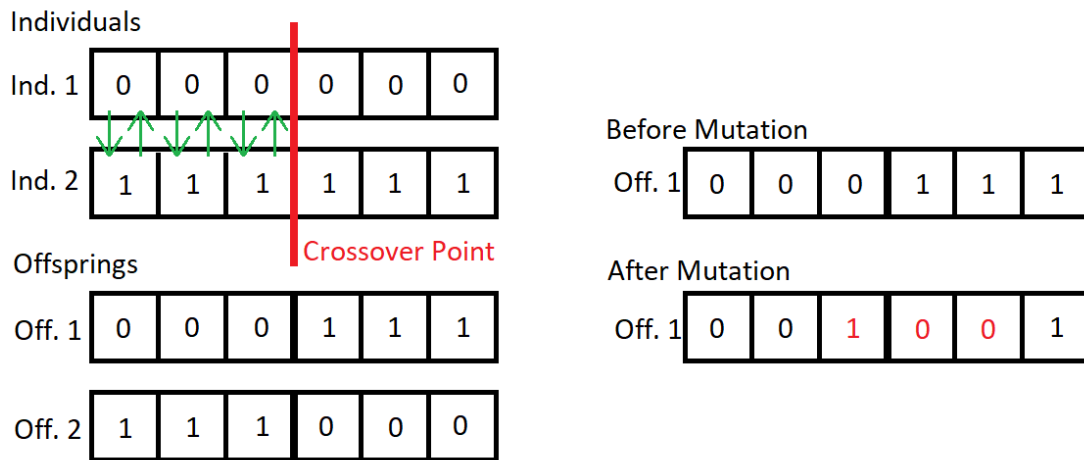 Individuals
Ind. 1 0 0 0 0 0 0
Ind. 2 1 1 1 1 1 1
Crossover Point
Offsprings
Off. 1 0 0 0 1 1 1
Off. 2 1 1 1 0 0 0
Before Mutation
Off. 1 0 0 0 1 1 1
After Mutation
Off. 1 0 0 1 0 0 1